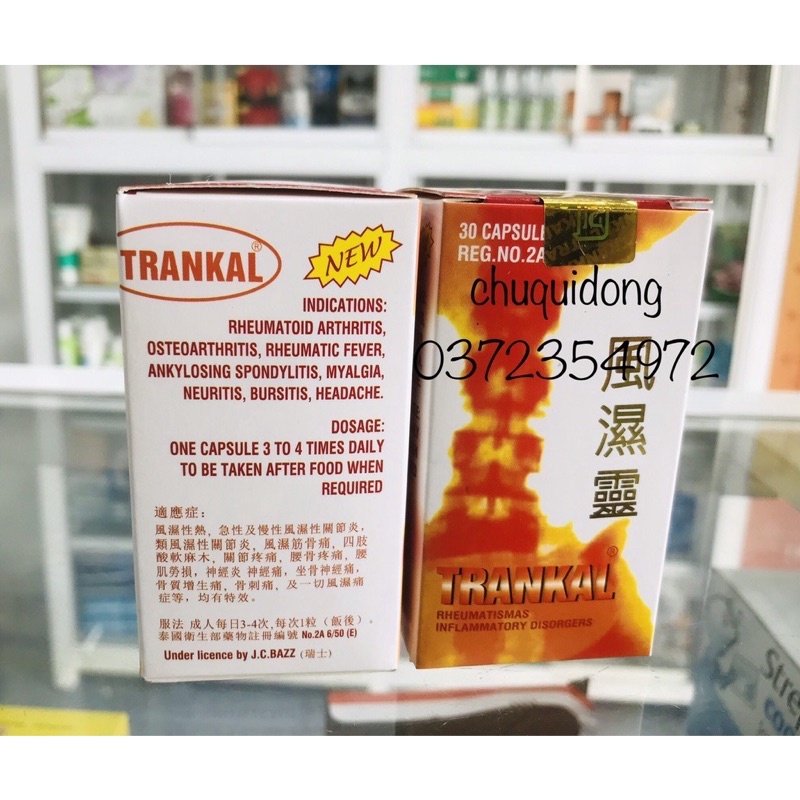 TRANKAL®
NEW
INDICATIONS:
RHEUMATOID ARTHRITIS,
OSTEOARTHRITIS, RHEUMATIC FEVER,
ANKYLOSING SPONDYLITIS, MYALGIA,
NEURITIS, BURSITIS, HEADACHE.
DOSAGE:
ONE CAPSULE 3 TO 4 TIMES DAILY
TO BE TAKEN AFTER FOOD WHEN
REQUIRED
適應症:
風濕性熱, 急性及慢性風濕性關節炎,
類風濕性關節炎, 風濕筋骨痛, 四肢
酸軟麻木, 關節疼痛, 腰骨疼痛, 腰
肌勞損, 神經炎 神經痛, 坐骨神經痛,
骨質增生痛, 骨刺痛, 及一切風濕痛
症等, 均有特效。
服法 成人每日3-4次, 每次1粒 (飯後)。
泰國衛生部藥物註冊編號 No.2A 6/50 (E)
Under licence by J.C.BAZZ (瑞士)
30 CAPSULE
REG.NO.2A
chuquidong
0372354972
風
濕
靈
TRANKAL®
RHEUMATISMAS
INFLAMMATORY DISORGERS
Strep